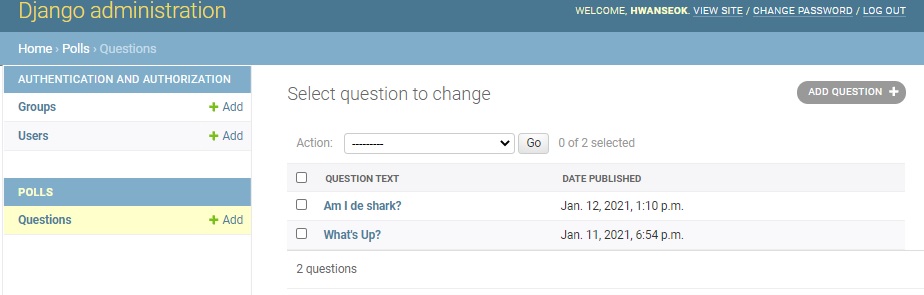 Django administration
WELCOME, HWANSEOK. VIEW SITE / CHANGE PASSWORD / LOG OUT
Home › Polls › Questions
AUTHENTICATION AND AUTHORIZATION
Groups + Add
Users + Add
POLLS
Questions + Add
Select question to change
ADD QUESTION +
Action: --------- Go 0 of 2 selected
QUESTION TEXT DATE PUBLISHED
Am I de shark? Jan. 12, 2021, 1:10 p.m.
What's Up? Jan. 11, 2021, 6:54 p.m.
2 questions